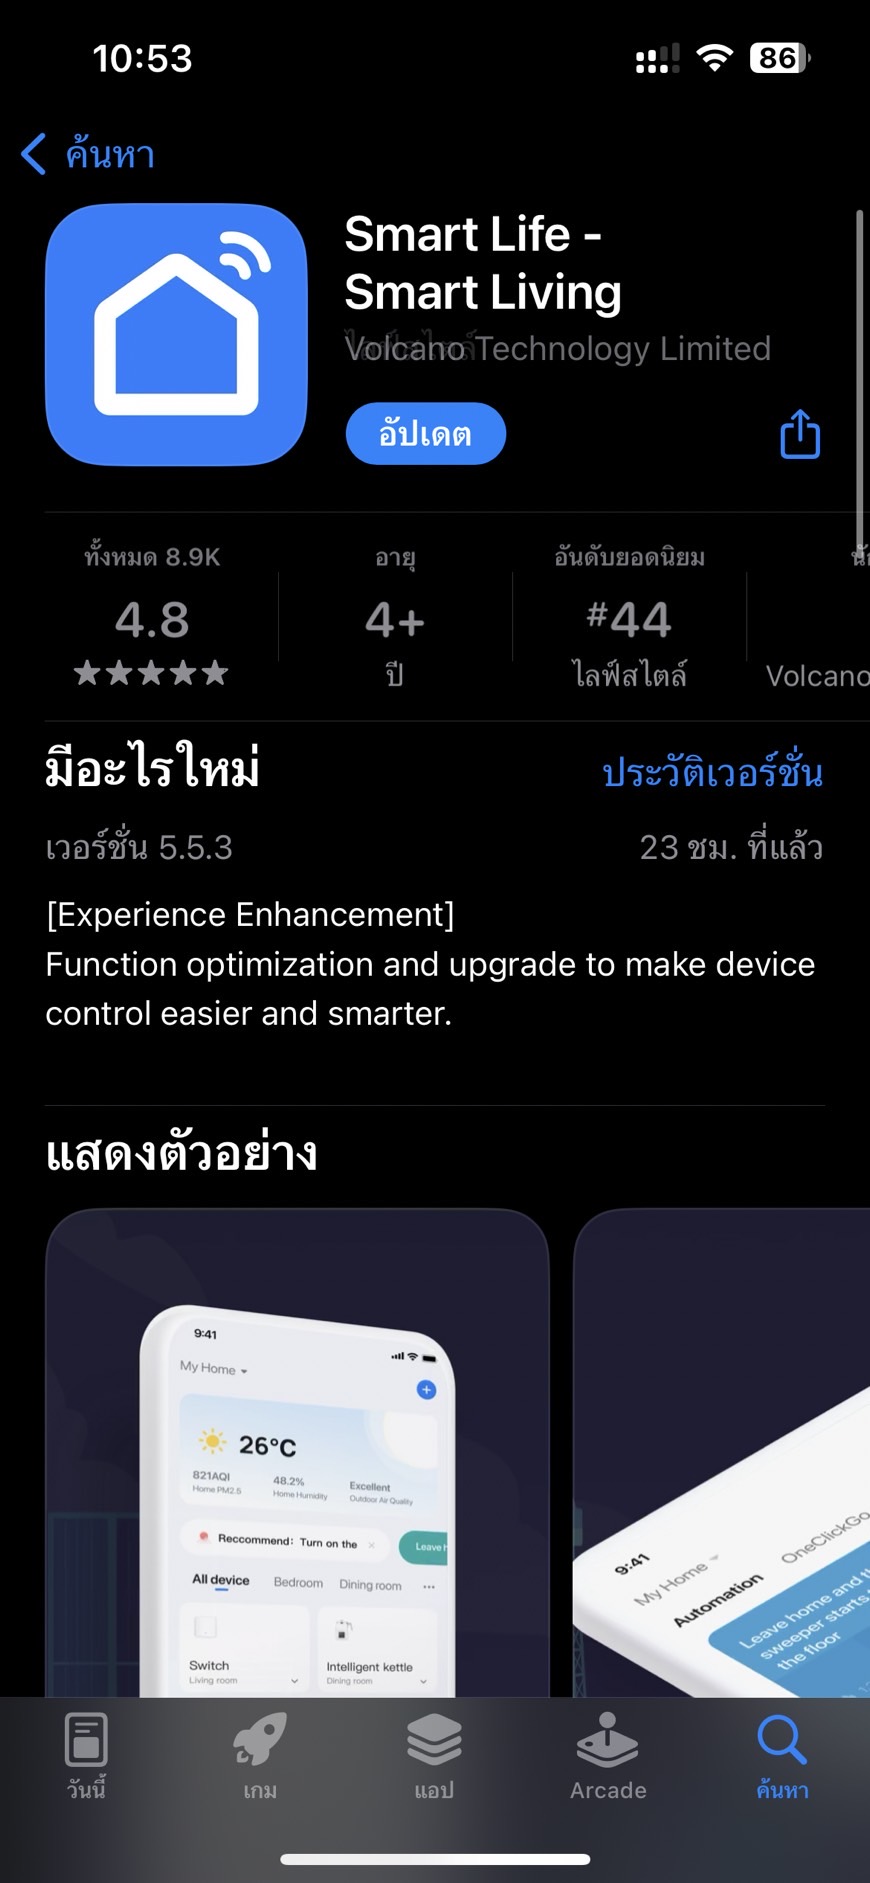 10:53
86
ค้นหา
Smart Life -
Smart Living
Volcano Technology Limited
อัปเดต
ทั้งหมด 8.9K
อายุ
อันดับยอดนิยม
4.8
4+
#44
ปี
ไลฟ์สไตล์
Volcano
มีอะไรใหม่
ประวัติเวอร์ชั่น
เวอร์ชั่น 5.5.3
23 ชม. ที่แล้ว
[Experience Enhancement]
Function optimization and upgrade to make device
control easier and smarter.
แสดงตัวอย่าง
9:41
My Home
26°C
821AQI
48.2%
Excellent
Home PM2.5
Home Humidity
Outdoor Air Quality
Reccommend: Turn on the
Leave h
All device
Bedroom
Dining room
Switch
Living room
Intelligent kettle
Dining room
9:41
My Home
Automation
OneClickGo
Leave home and th
sweeper starts
the floor
วันนี้
เกม
แอป
Arcade
ค้นหา